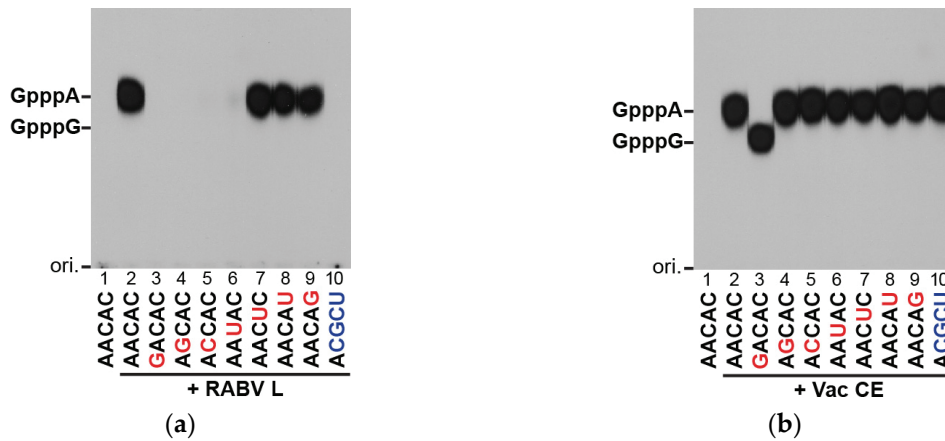 GpppA
GpppG
ori.
1 2 3 4 5 6 7 8 9 10
AACAC
AACAC
GACAC
AGCAC
ACCAC
AAUAC
AACUC
AACAU
AACAG
ACGCU
+ RABV L
(a)
GpppA
GpppG
ori.
1 2 3 4 5 6 7 8 9 10
AACAC
AACAC
GACAC
AGCAC
ACCAC
AAUAC
AACUC
AACAU
AACAG
ACGCU
+ Vac CE
(b)